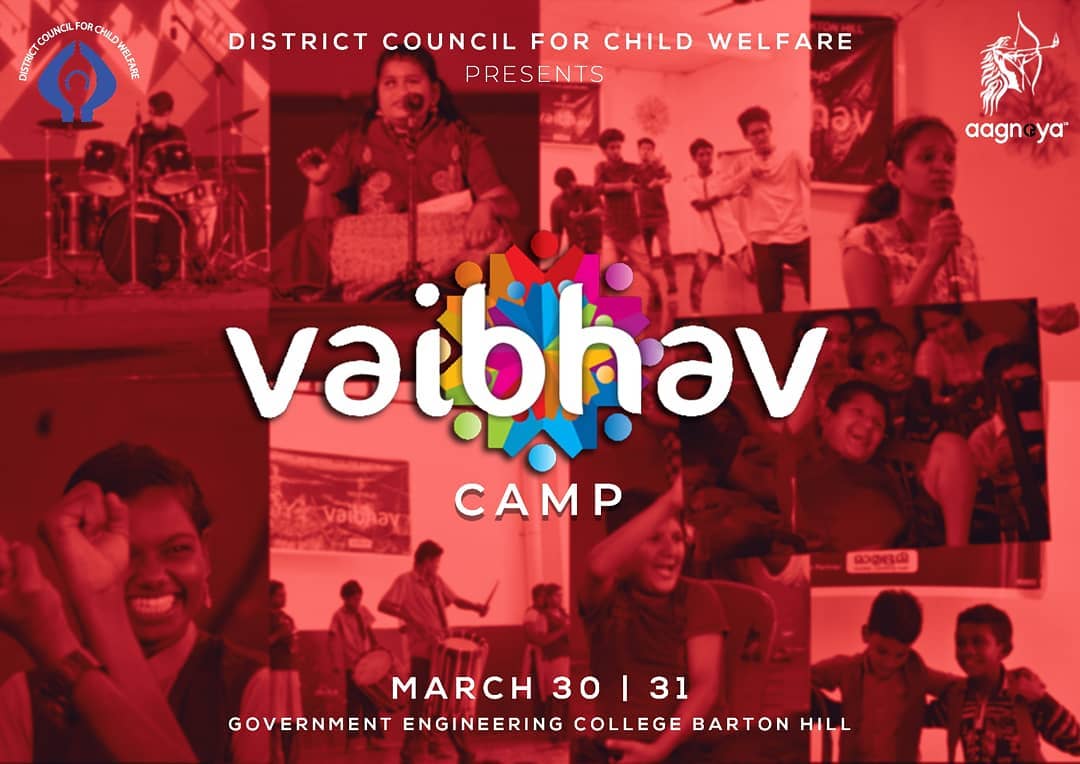 DISTRICT COUNCIL FOR CHILD WELFARE
DISTRICT COUNCIL FOR CHILD WELFARE
PRESENTS
aagneya
vaibhav
CAMP
vaibhav
മാതൃഭൂമി
MARCH 30 | 31
GOVERNMENT ENGINEERING COLLEGE BARTON HILL